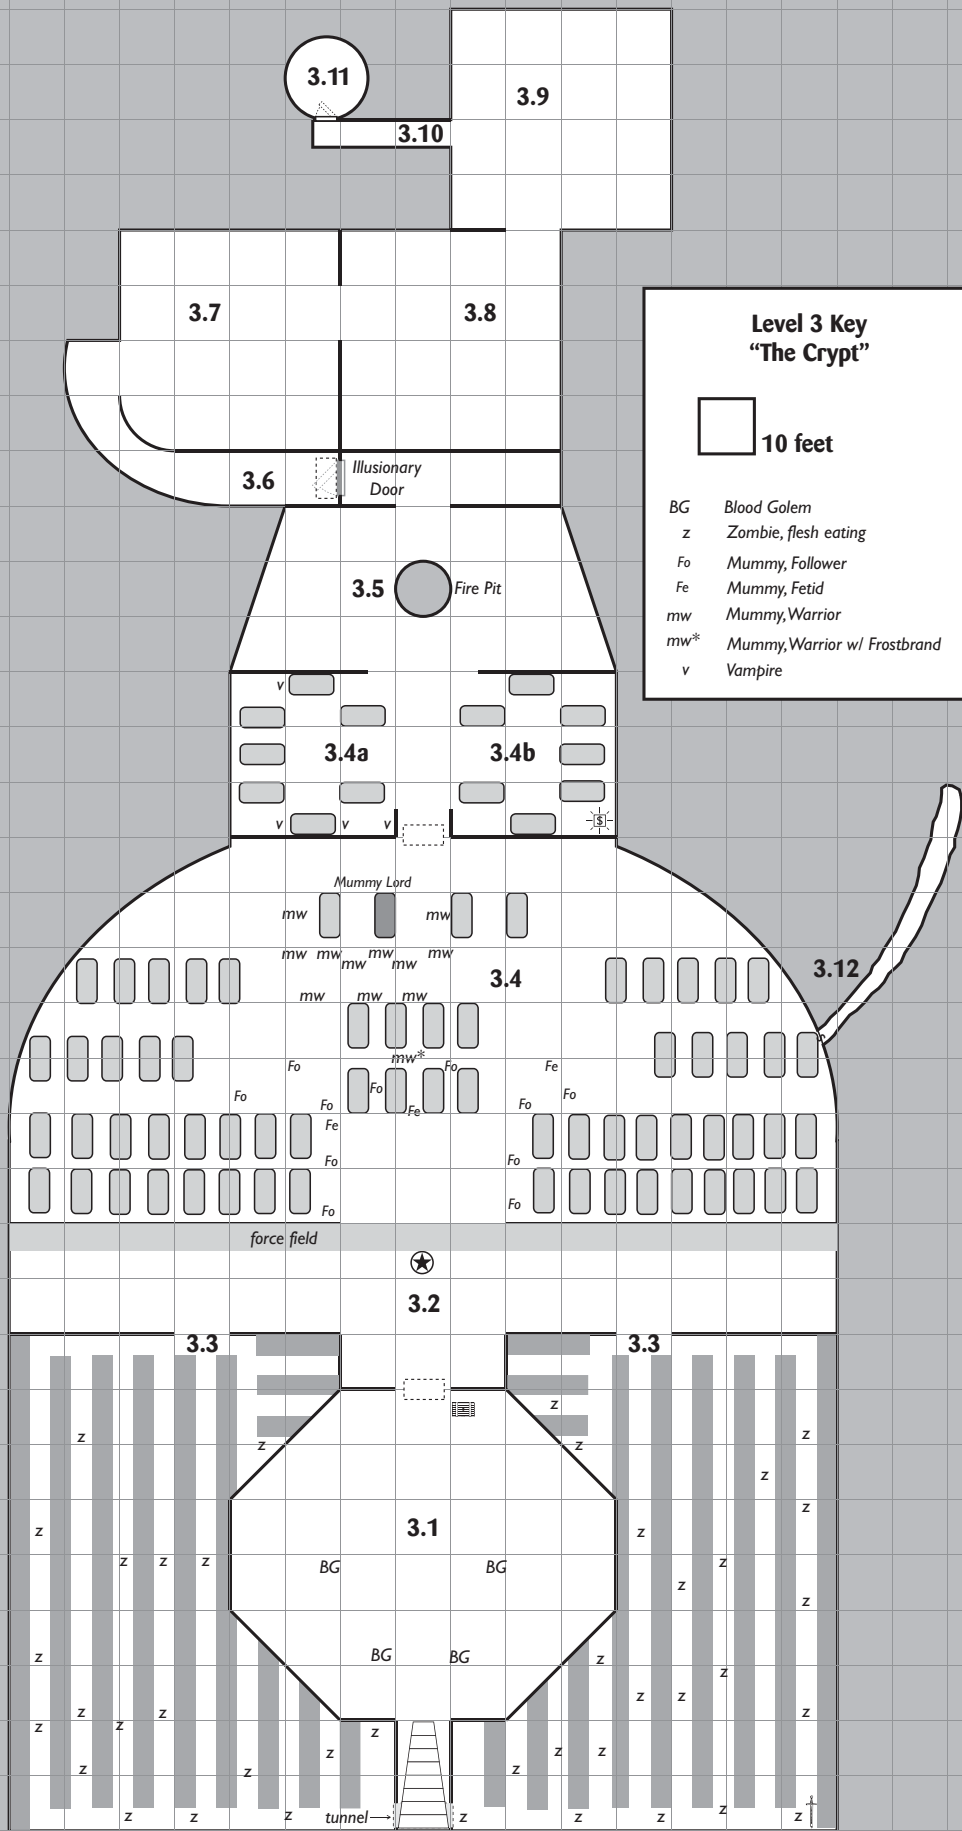 3.11
3.9
3.10
3.7
3.8
Level 3 Key
“The Crypt”
10 feet
3.6
Illusionary
Door
BG Blood Golem
z Zombie, flesh eating
Fo Mummy, Follower
Fe Mummy, Fetid
mw Mummy, Warrior
mw* Mummy, Warrior w/ Frostbrand
v Vampire
3.5
Fire Pit
v
3.4a
3.4b
v v v
$
Mummy Lord
mw mw
mw mw mw mw
mw mw
3.4
3.12
mw mw mw
mw*
Fo Fo Fe
Fo Fo Fo
Fo Fo
Fe
Fe
Fo Fo
Fo Fo
force field
3.2
3.3 3.3
z
z z
z z
z
z z
z
3.1
z z z z
BG BG
z
z
BG BG
z z
z
z z
z z z
z z
z
z z z
z z z
z
z z z tunnel z z z z z